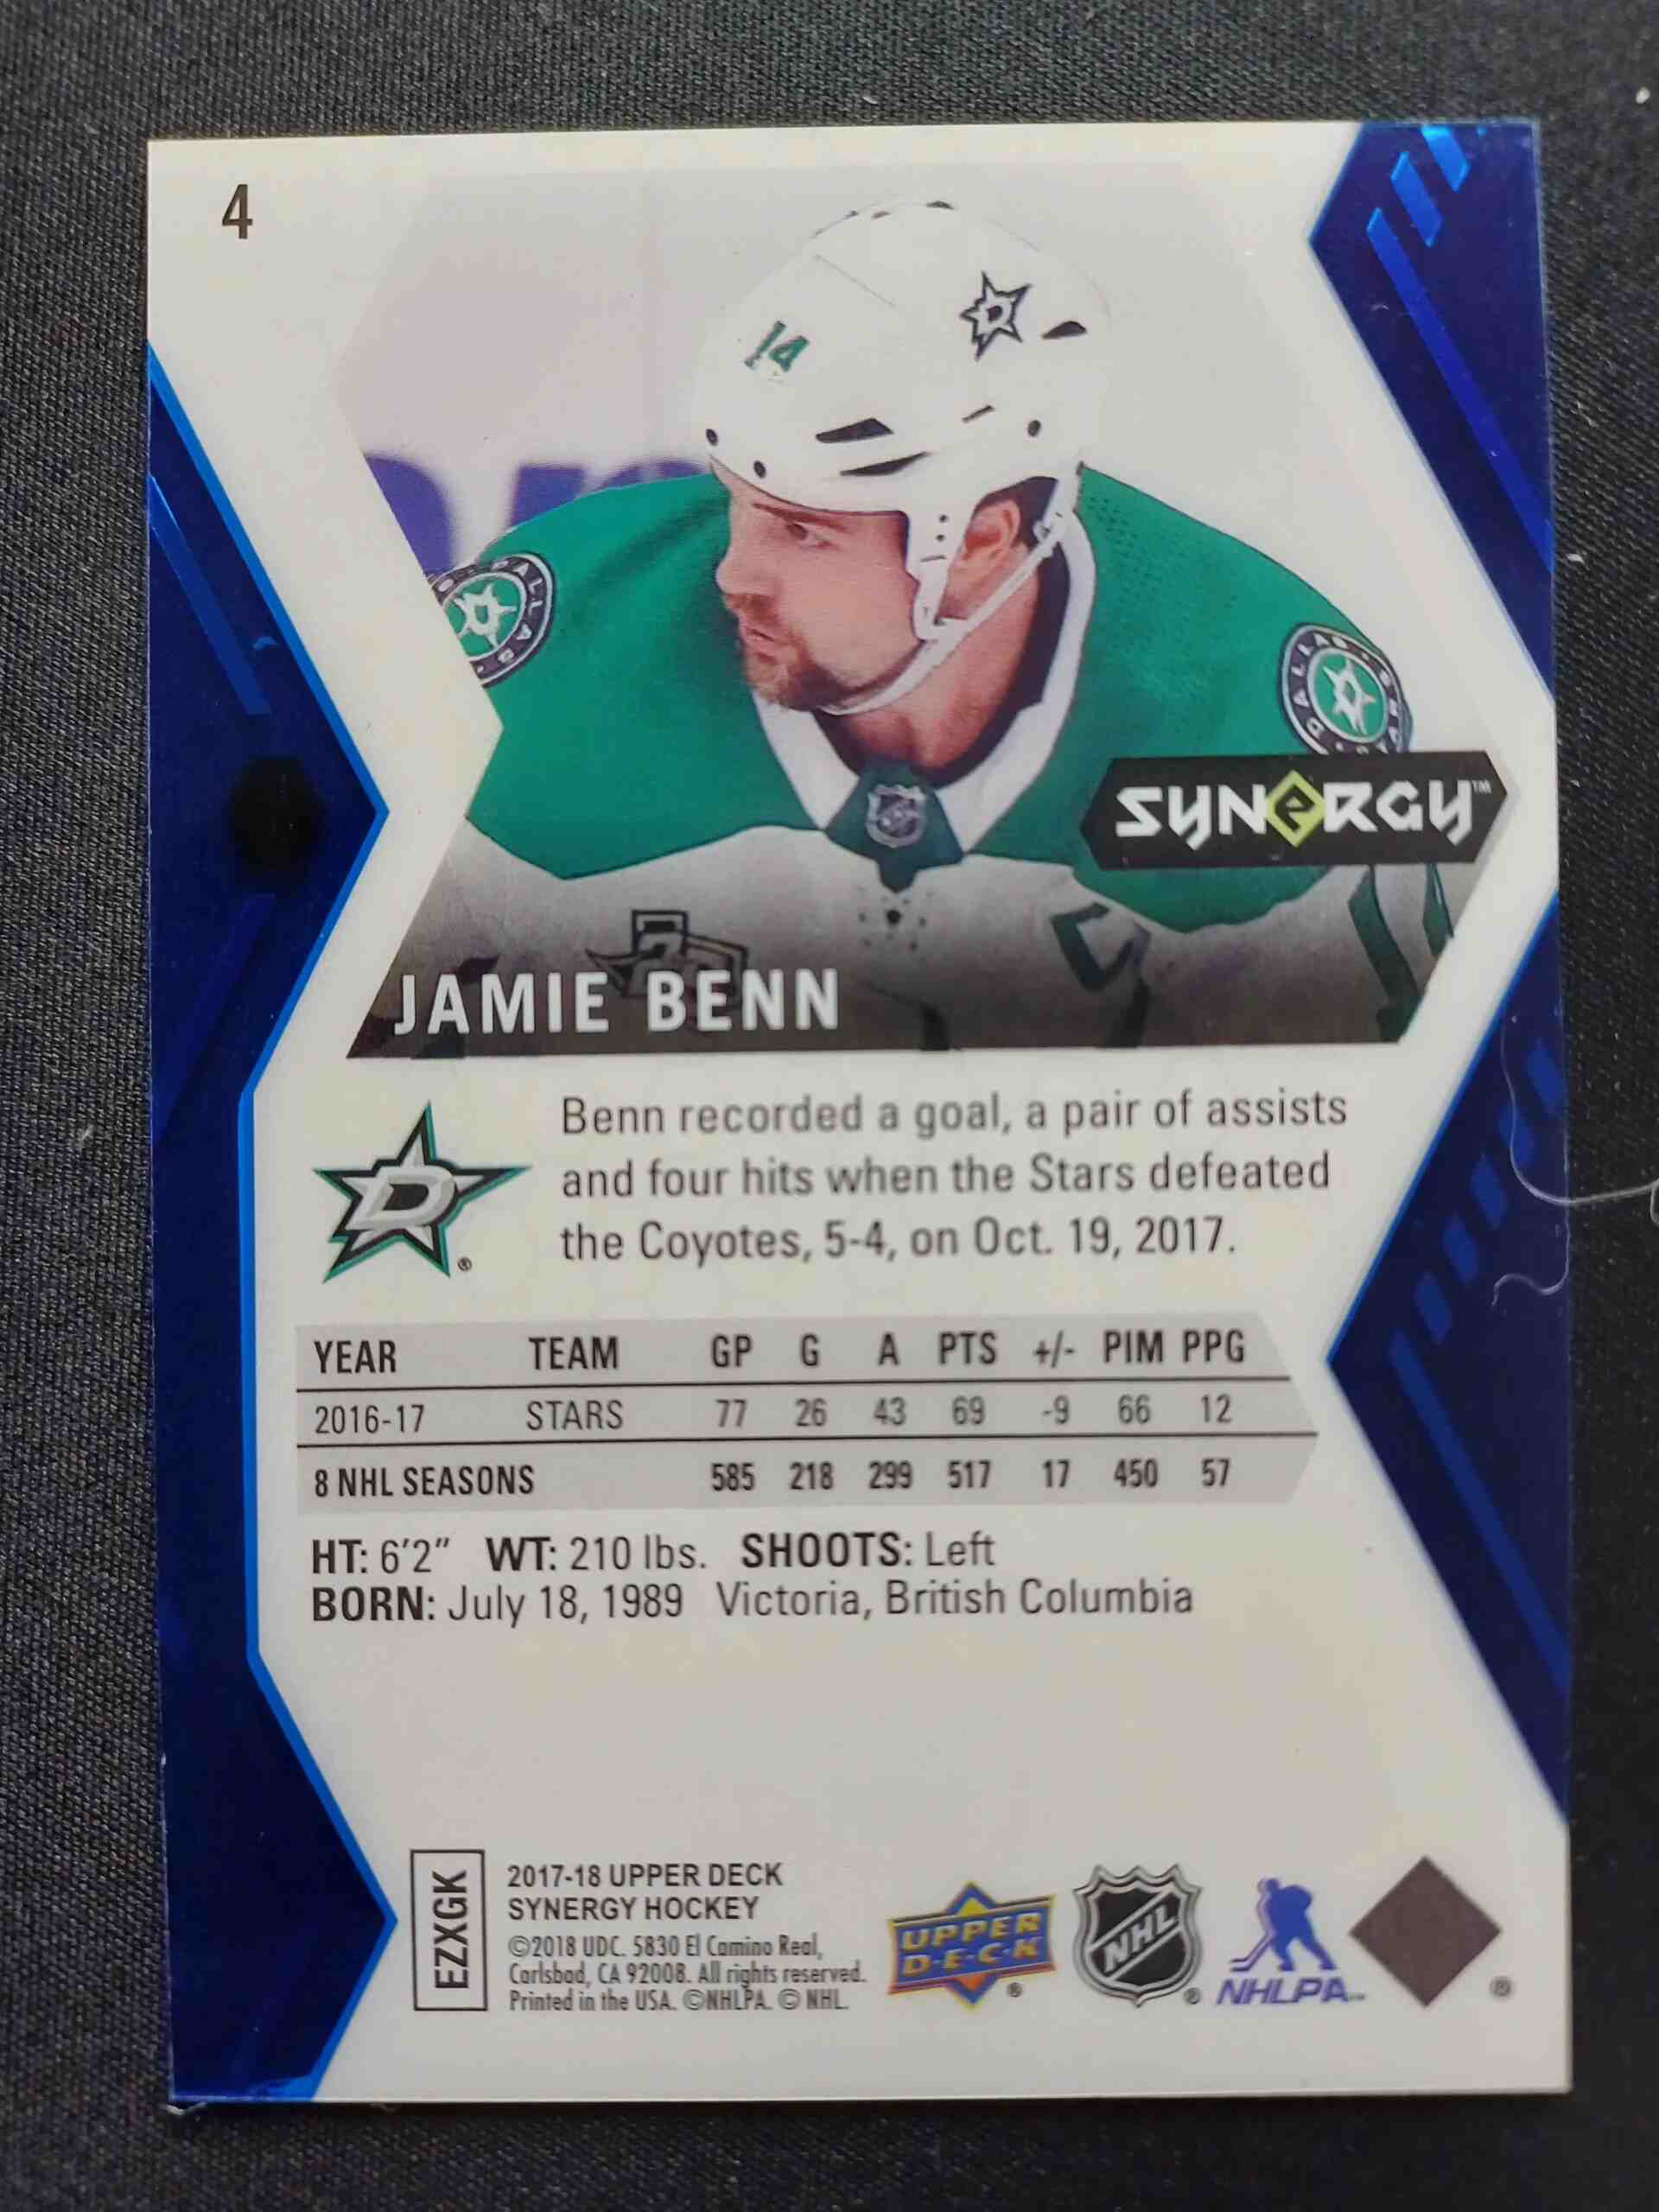 4
14
DALLAS
DALLAS
SYNERGY™
JAMIE BENN
Benn recorded a goal, a pair of assists
and four hits when the Stars defeated
the Coyotes, 5-4, on Oct. 19, 2017.
D
®
YEAR TEAM GP G A PTS +/- PIM PPG
2016-17 STARS 77 26 43 69 -9 66 12
8 NHL SEASONS 585 218 299 517 17 450 57
HT: 6'2" WT: 210 lbs. SHOOTS: Left
BORN: July 18, 1989 Victoria, British Columbia
EZXGK
2017-18 UPPER DECK
SYNERGY HOCKEY
©2018 UDC. 5830 El Camino Real,
Carlsbad, CA 92008. All rights reserved.
Printed in the USA. ©NHLPA. © NHL.
UPPER
D·E·C·K
®
NHL
®
NHLPA™
®